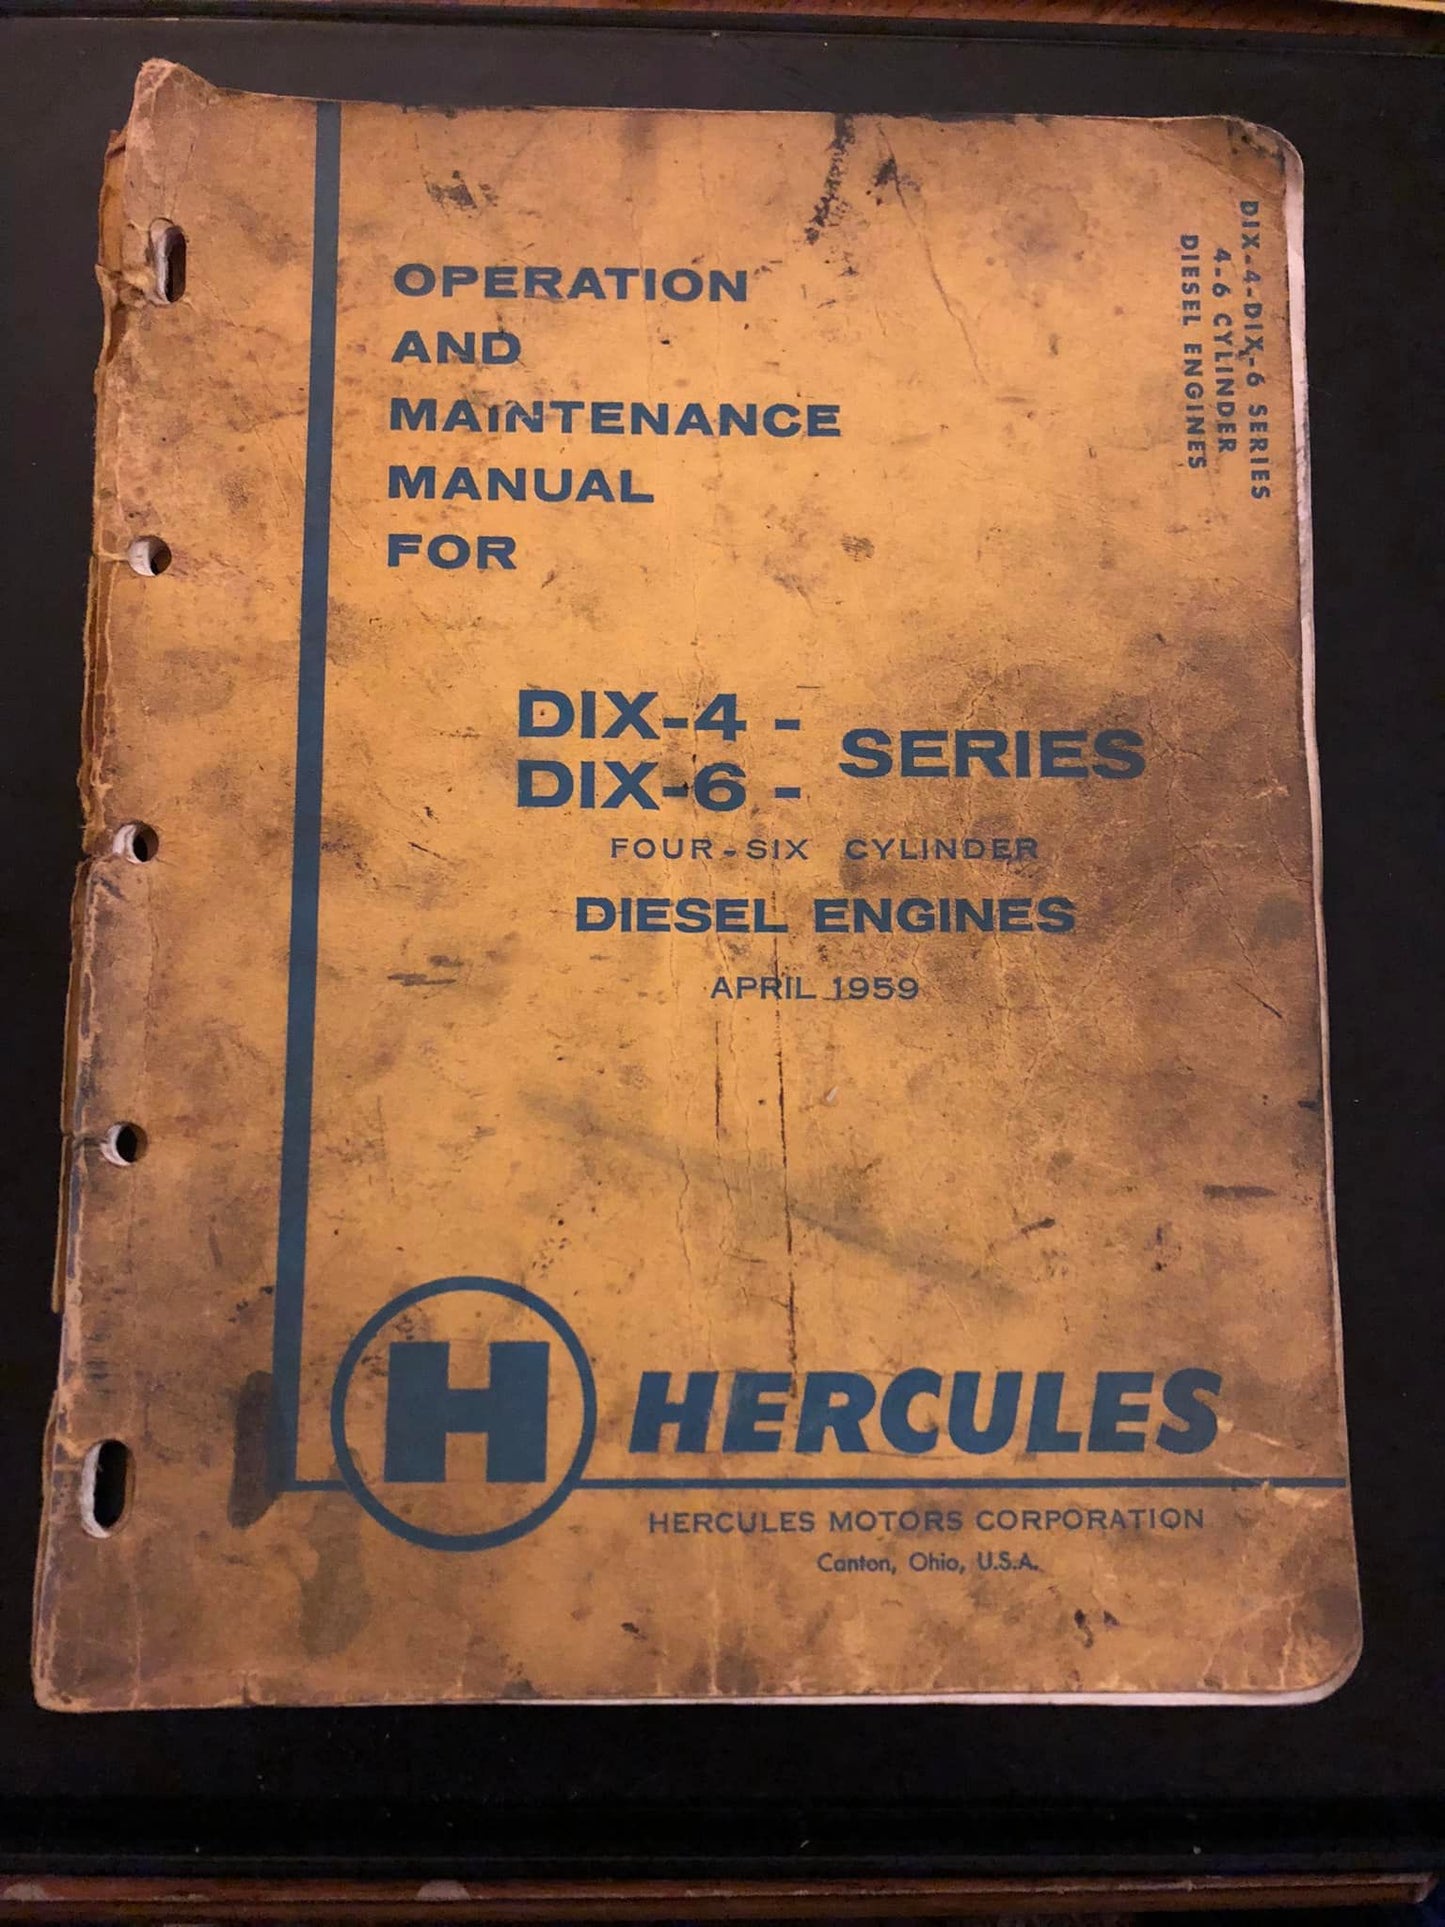 OPERATION
AND
MAINTENANCE
MANUAL
FOR
DIX-4-DIX-6 SERIES
4-6 CYLINDER
DIESEL ENGINES
DIX-4 -
DIX-6 -
SERIES
FOUR-SIX CYLINDER
DIESEL ENGINES
APRIL 1959
H HERCULES
HERCULES MOTORS CORPORATION
Canton, Ohio, U.S.A.